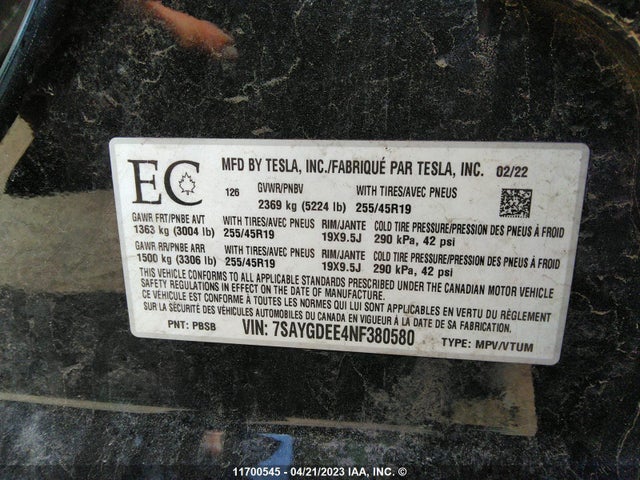 EC
MFD BY TESLA, INC./FABRIQUÉ PAR TESLA, INC. 02/22
126 GVWR/PNBV WITH TIRES/AVEC PNEUS
2369 kg (5224 lb) 255/45R19
GAWR FRT/PNBE AVT WITH TIRES/AVEC PNEUS RIM/JANTE COLD TIRE PRESSURE/PRESSION DES PNEUS À FROID
1363 kg (3004 lb) 255/45R19 19X9.5J 290 kPa, 42 psi
GAWR RR/PNBE ARR WITH TIRES/AVEC PNEUS RIM/JANTE COLD TIRE PRESSURE/PRESSION DES PNEUS À FROID
1500 kg (3306 lb) 255/45R19 19X9.5J 290 kPa, 42 psi
THIS VEHICLE CONFORMS TO ALL APPLICABLE STANDARDS PRESCRIBED UNDER THE CANADIAN MOTOR VEHICLE
SAFETY REGULATIONS IN EFFECT ON THE DATE OF MANUFACTURE.
CE VÉHICULE EST CONFORME À TOUTES LES NORMES QUI LUI SONT APPLICABLES EN VERTU DU RÈGLEMENT
SUR LA SÉCURITÉ DES VÉHICULES AUTOMOBILES DU CANADA EN VIGUEUR À LA DATE DE SA FABRICATION.
PNT: PBSB VIN: 7SAYGDEE4NF380580 TYPE: MPV/VTUM
11700545 - 04/21/2023 IAA, INC. ©